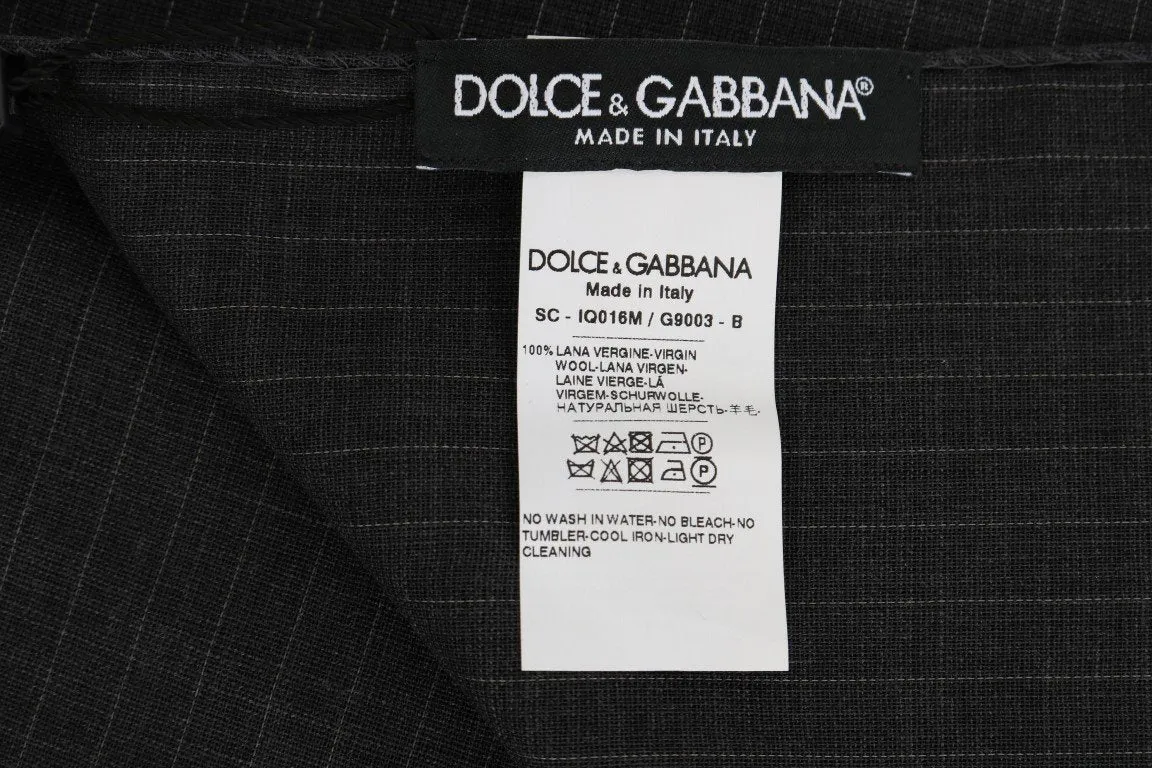 DOLCE & GABBANA®
MADE IN ITALY
DOLCE & GABBANA
Made in Italy
SC - IQ016M / G9003 - B
100% LANA VERGINE-VIRGIN
WOOL-LANA VIRGEN-
LAINE VIERGE-LÃ
VIRGEM-SCHURWOLLE-
НАТУРАЛЬНАЯ ШЕРСТЬ-羊毛.
P
P
NO WASH IN WATER-NO BLEACH-NO
TUMBLER-COOL IRON-LIGHT DRY
CLEANING